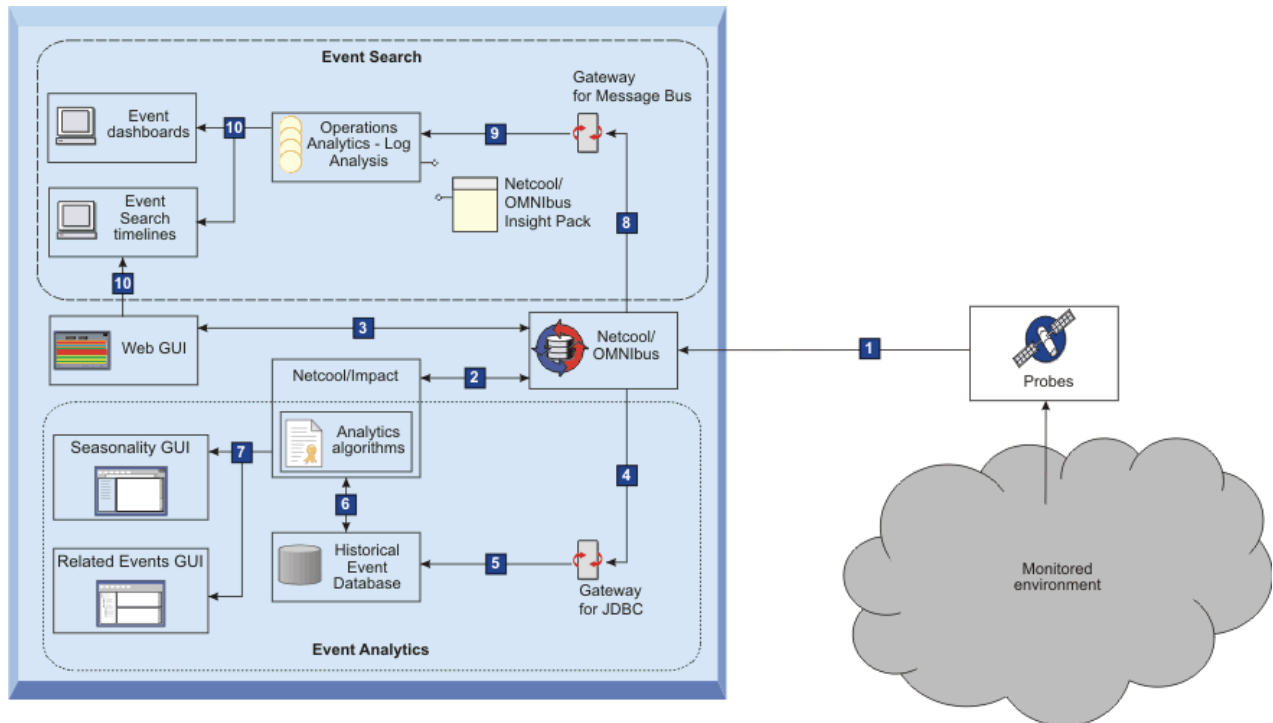 Event Search
Gateway
for Message Bus
Event
dashboards
10
Operations
Analytics - Log
Analysis
9
Netcool/
OMNIbus
Insight Pack
Event
Search
timelines
8
10
Web GUI
3
Netcool/
OMNIbus
1
Probes
Netcool/Impact
2
Analytics
algorithms
Seasonality GUI
7
4
6
Related Events GUI
Historical
Event
Database
5
Gateway
for JDBC
Monitored
environment
Event Analytics